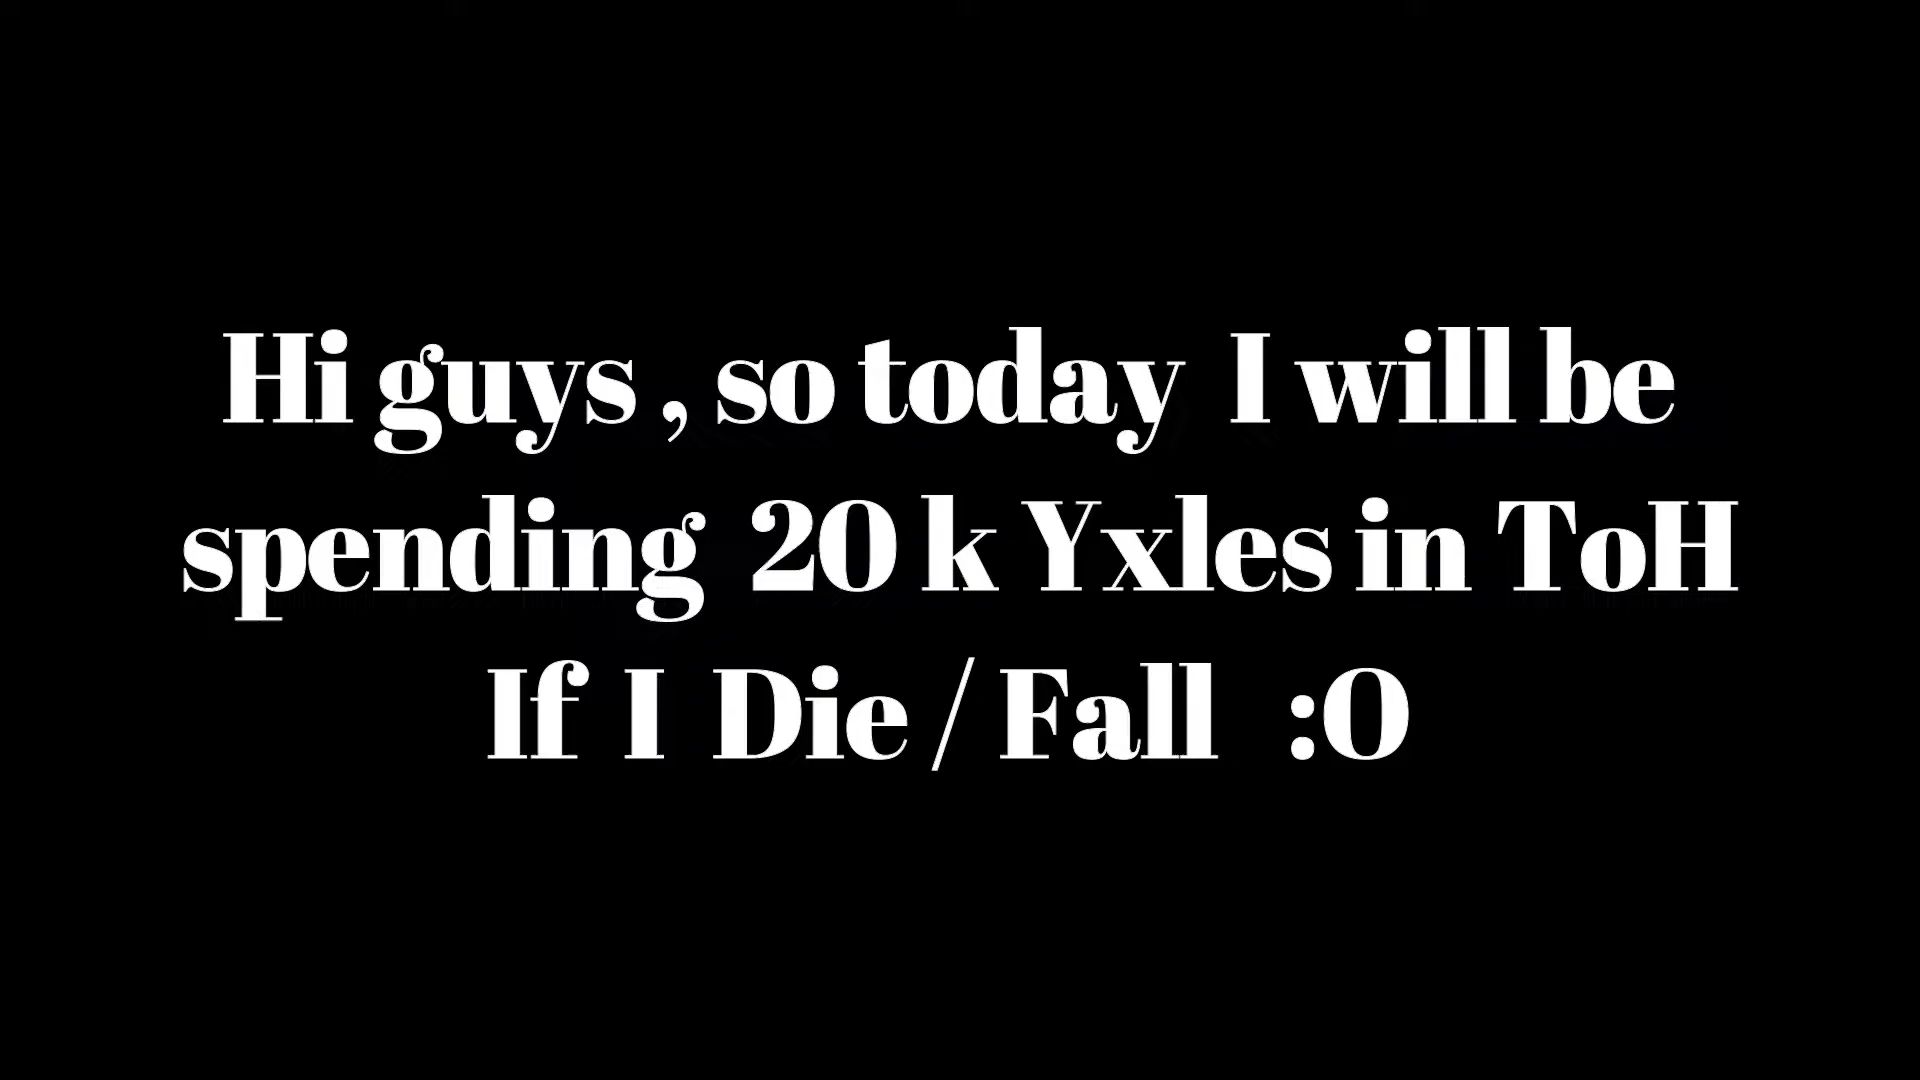 Hi guys , so today I will be
spending 20 k Yxles in ToH
If I Die / Fall :O